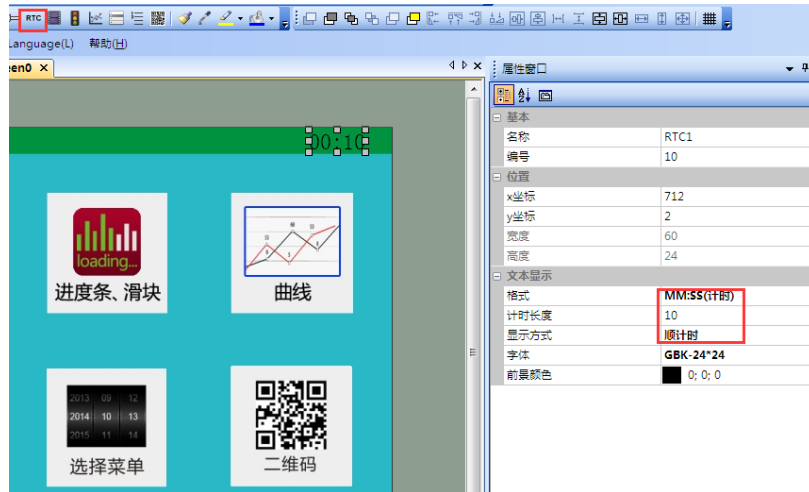 RTC
Language(L) 帮助(H)
en0
属性窗口
基本
名称 RTC1
编号 10
位置
x坐标 712
y坐标 2
宽度 60
高度 24
文本显示
格式 MM:SS(计时)
计时长度 10
显示方式 顺计时
字体 GBK-24*24
前景颜色 0; 0; 0
00:10
loading...
进度条、滑块
曲线
2013 09 12
2014 10 13
2015 11 14
选择菜单
二维码